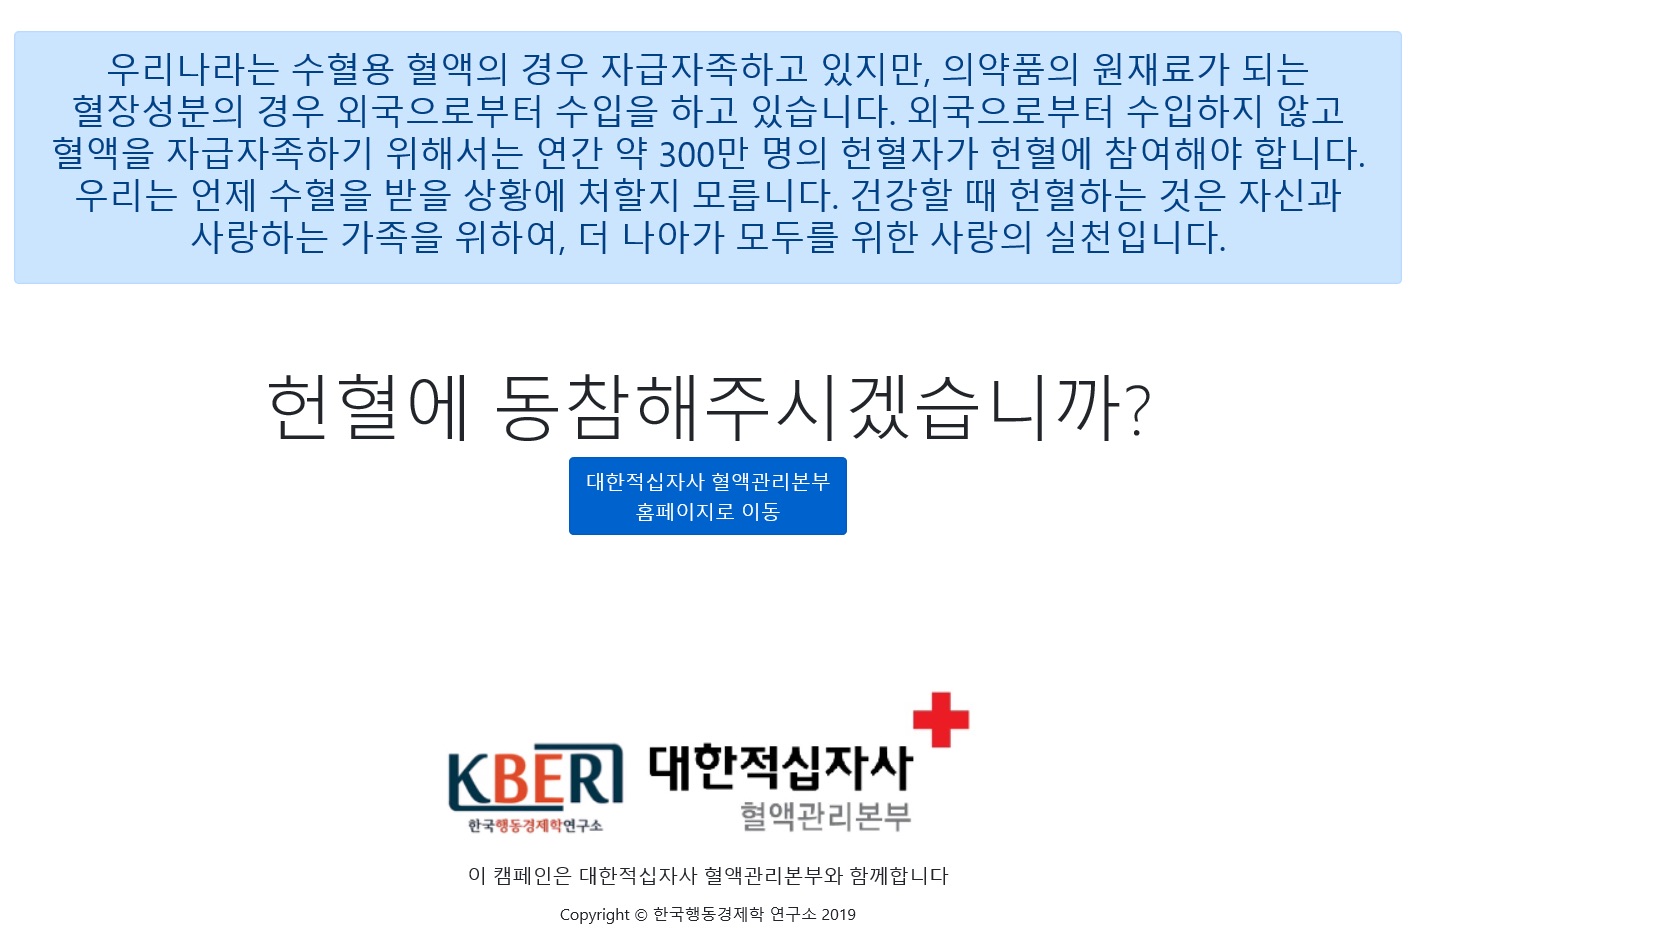 우리나라는 수혈용 혈액의 경우 자급자족하고 있지만, 의약품의 원재료가 되는
혈장성분의 경우 외국으로부터 수입을 하고 있습니다. 외국으로부터 수입하지 않고
혈액을 자급자족하기 위해서는 연간 약 300만 명의 헌혈자가 헌혈에 참여해야 합니다.
우리는 언제 수혈을 받을 상황에 처할지 모릅니다. 건강할 때 헌혈하는 것은 자신과
사랑하는 가족을 위하여, 더 나아가 모두를 위한 사랑의 실천입니다.
헌혈에 동참해주시겠습니까?
대한적십자사 혈액관리본부
홈페이지로 이동
KBERI
한국행동경제학연구소
대한적십자사
혈액관리본부
이 캠페인은 대한적십자사 혈액관리본부와 함께합니다
Copyright © 한국행동경제학 연구소 2019